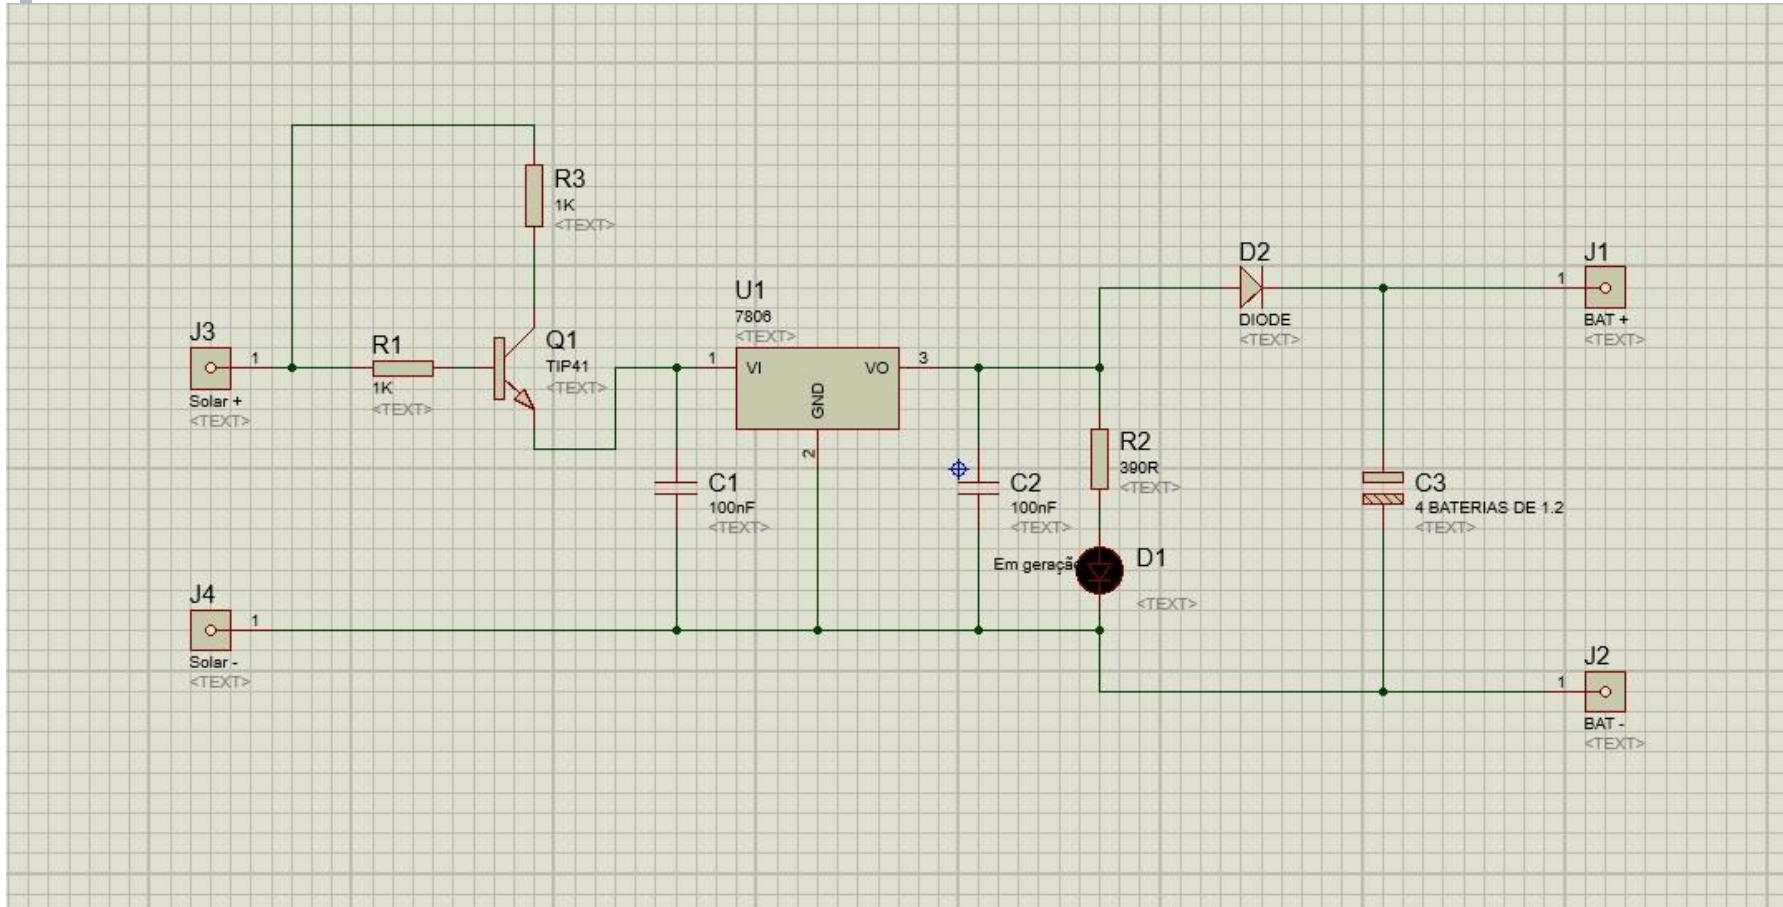 R3
1K
<TEXT>
J3
1
Solar +
<TEXT>
R1
1K
<TEXT>
Q1
TIP41
<TEXT>
U1
7806
<TEXT>
1
VI
VO
3
GND
2
C1
100nF
<TEXT>
C2
100nF
<TEXT>
R2
390R
<TEXT>
Em geração
D1
<TEXT>
D2
DIODE
<TEXT>
J1
1
BAT +
<TEXT>
C3
4 BATERIAS DE 1.2
<TEXT>
J4
1
Solar -
<TEXT>
J2
1
BAT -
<TEXT>